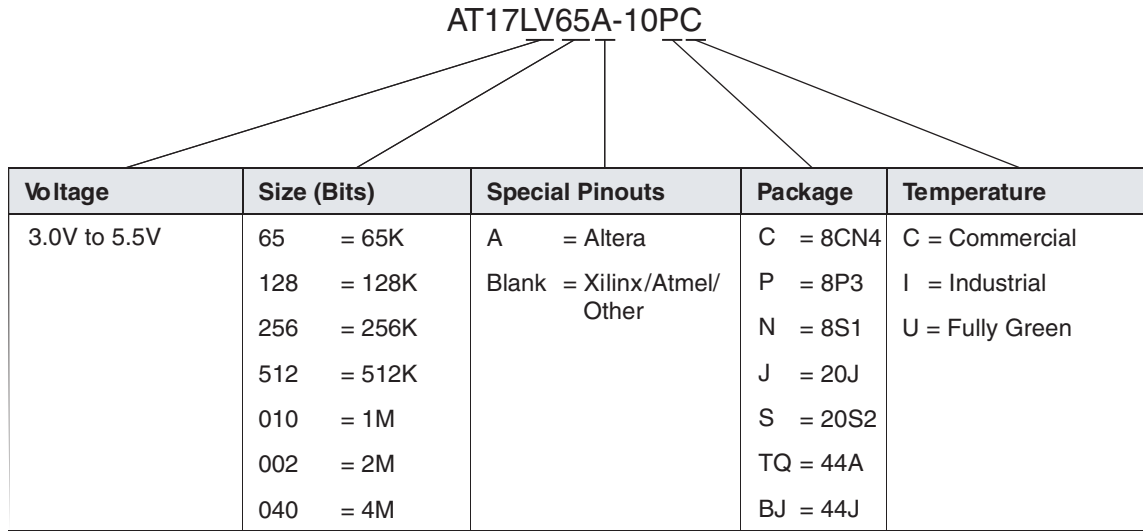 AT17LV65A-10PC
Voltage Size (Bits) Special Pinouts Package Temperature
3.0V to 5.5V 65 = 65K A = Altera C = 8CN4 C = Commercial
128 = 128K Blank = Xilinx/Atmel/ P = 8P3 I = Industrial
Other
256 = 256K N = 8S1 U = Fully Green
512 = 512K J = 20J
010 = 1M S = 20S2
002 = 2M TQ = 44A
040 = 4M BJ = 44J